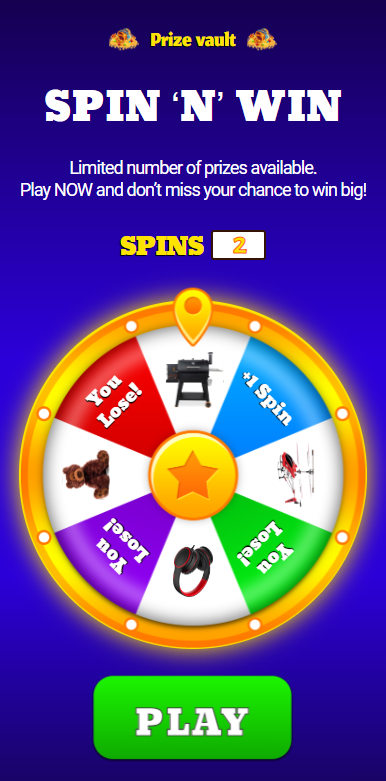 Prize vault
SPIN ‘N’ WIN
Limited number of prizes available.
Play NOW and don’t miss your chance to win big!
SPINS 2
You
Lose!
+1 Spin
You
Lose!
You
Lose!
PLAY